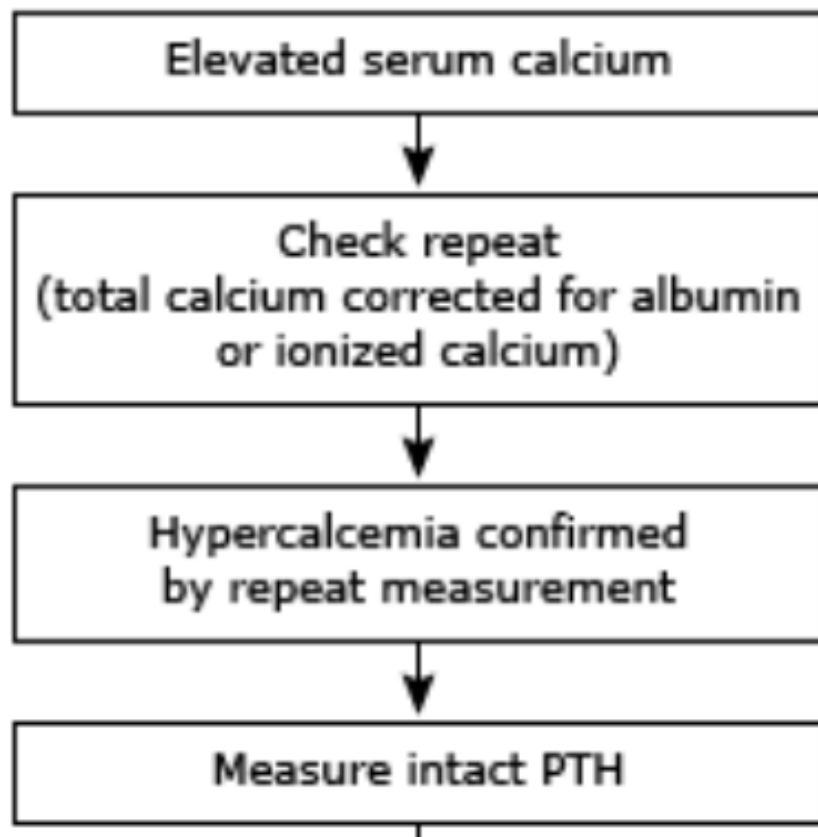 Elevated serum calcium
Check repeat
(total calcium corrected for albumin
or ionized calcium)
Hypercalcemia confirmed
by repeat measurement
Measure intact PTH